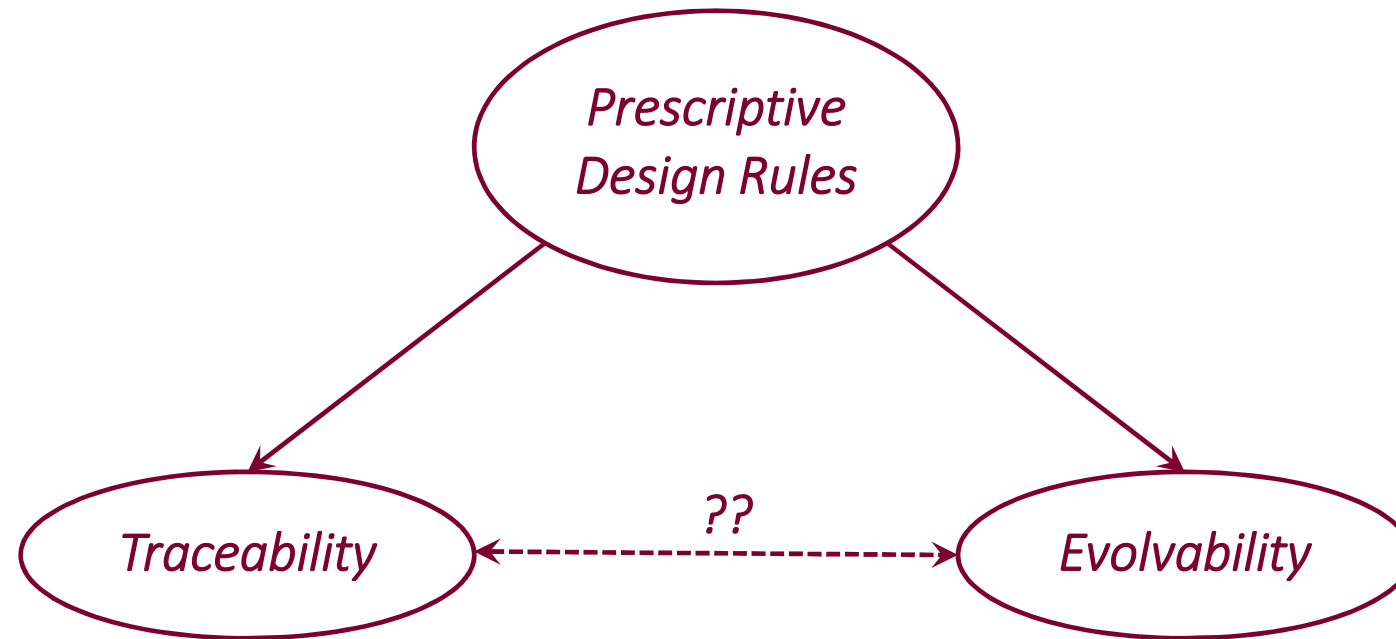 Prescriptive
Design Rules
??
Traceability
Evolvability